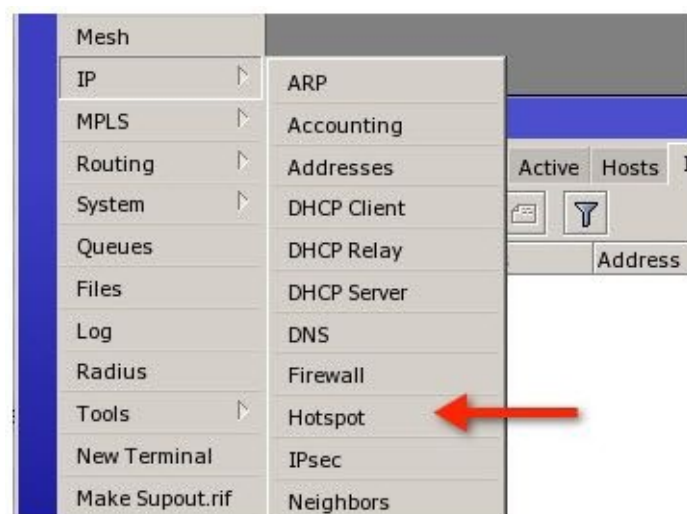 Mesh
IP
MPLS
Routing
System
Queues
Files
Log
Radius
Tools
New Terminal
Make Supout.rif
ARP
Accounting
Addresses
DHCP Client
DHCP Relay
DHCP Server
DNS
Firewall
Hotspot
IPsec
Neighbors
Active Hosts
Address